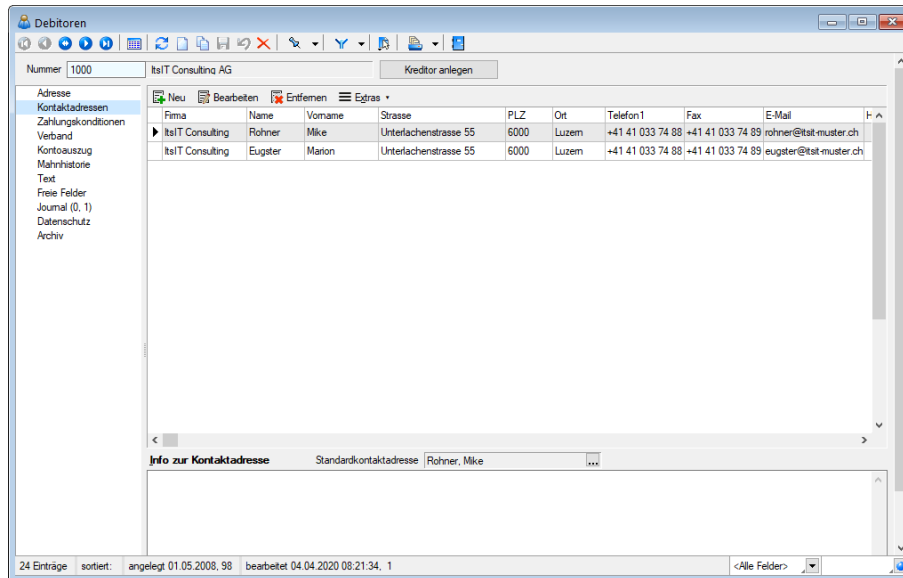 Debitoren
Nummer 1000 ItsIT Consulting AG Kreditor anlegen
Adresse
Kontaktadressen
Zahlungskonditionen
Verband
Kontoauszug
Mahnhistorie
Text
Freie Felder
Journal (0, 1)
Datenschutz
Archiv
Neu Bearbeiten Entfernen Extras
Firma Name Vorname Strasse PLZ Ort Telefon1 Fax E-Mail H
ItsIT Consulting Rohner Mike Unterlachenstrasse 55 6000 Luzern +41 41 033 74 88 +41 41 033 74 89 rohner@itsit-muster.ch
ItsIT Consulting Eugster Marion Unterlachenstrasse 55 6000 Luzern +41 41 033 74 88 +41 41 033 74 89 eugster@itsit-muster.ch
Info zur Kontaktadresse Standardkontaktadresse Rohner, Mike ...
24 Einträge sortiert: angelegt 01.05.2008, 98 bearbeitet 04.04.2020 08:21:34, 1 <Alle Felder>